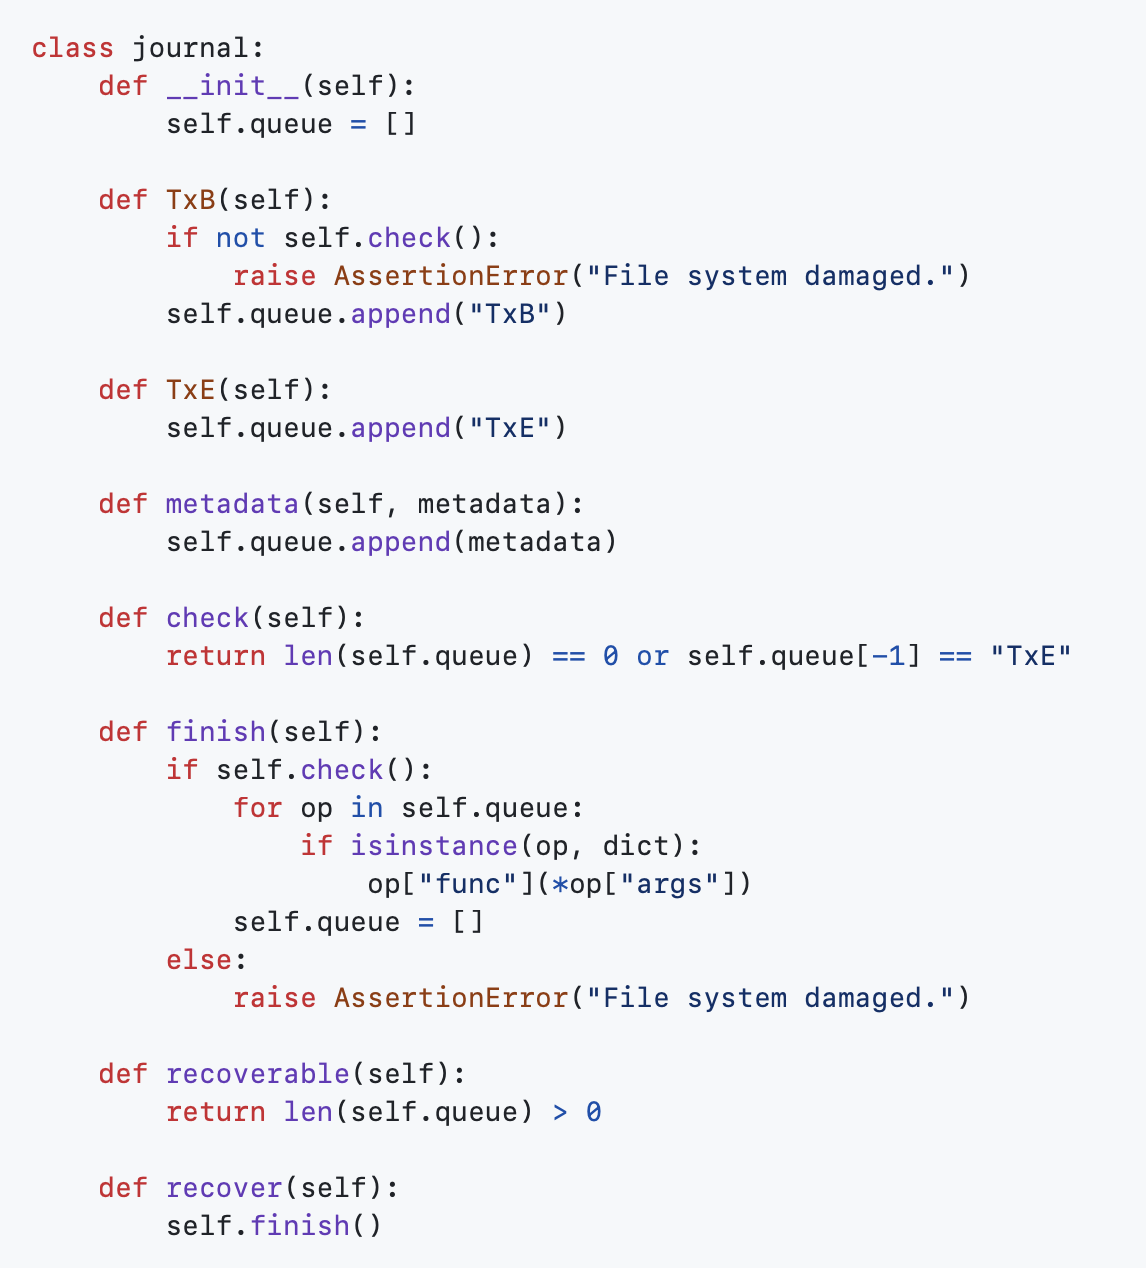 class journal:
    def __init__(self):
        self.queue = []

    def TxB(self):
        if not self.check():
            raise AssertionError("File system damaged.")
        self.queue.append("TxB")

    def TxE(self):
        self.queue.append("TxE")

    def metadata(self, metadata):
        self.queue.append(metadata)

    def check(self):
        return len(self.queue) == 0 or self.queue[-1] == "TxE"

    def finish(self):
        if self.check():
            for op in self.queue:
                if isinstance(op, dict):
                    op["func"](*op["args"])
            self.queue = []
        else:
            raise AssertionError("File system damaged.")

    def recoverable(self):
        return len(self.queue) > 0

    def recover(self):
        self.finish()